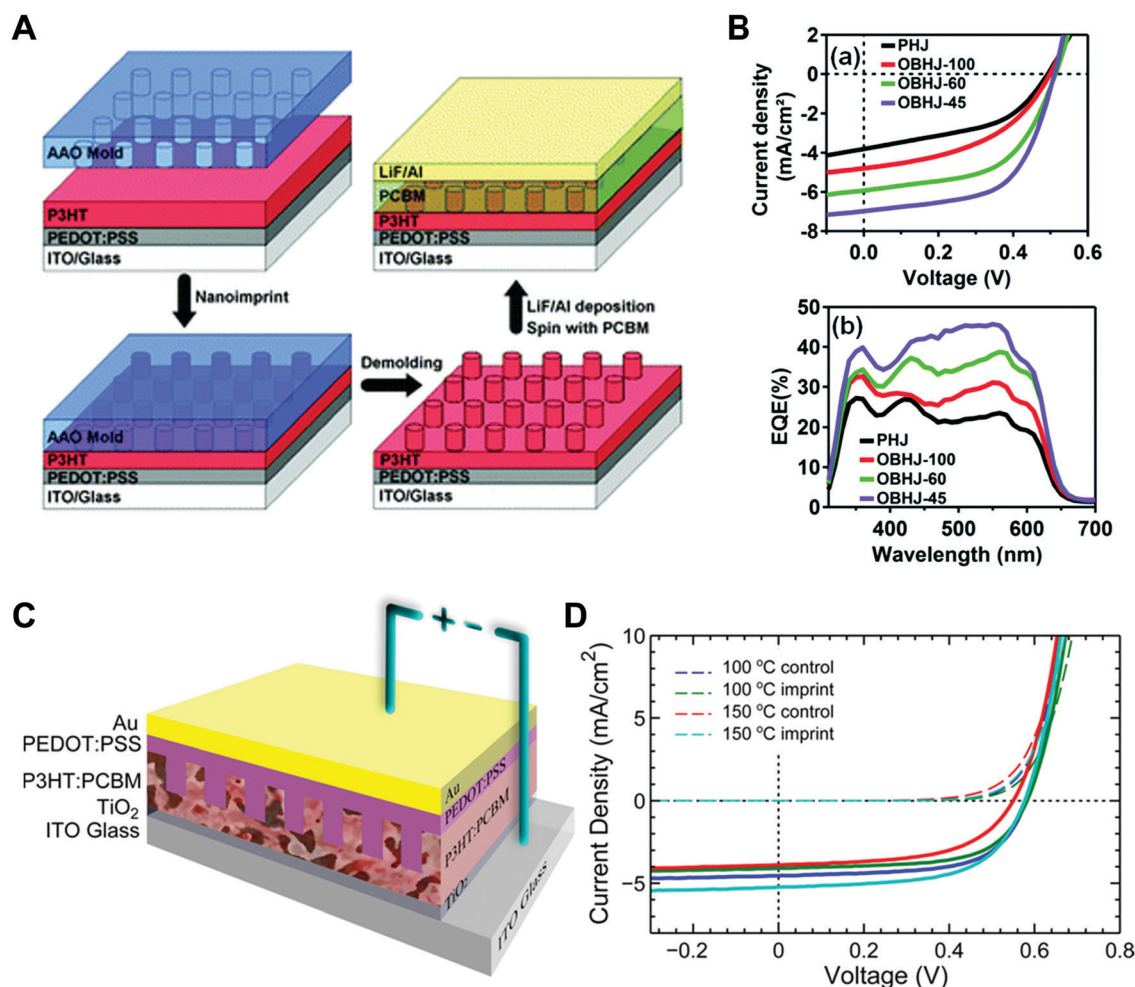 A
AAO Mold
P3HT
PEDOT:PSS
ITO/Glass
Nanoimprint
AAO Mold
P3HT
PEDOT:PSS
ITO/Glass
Demolding
LiF/Al
PCBM
P3HT
PEDOT:PSS
ITO/Glass
LiF/Al deposition
Spin with PCBM
B
(a)
PHJ
OBHJ-100
OBHJ-60
OBHJ-45
0
-2
-4
-6
-8
Current density
(mA/cm²)
0.0 0.2 0.4 0.6
Voltage (V)
(b)
50
40
30
20
10
0
EQE(%)
PHJ
OBHJ-100
OBHJ-60
OBHJ-45
400 500 600 700
Wavelength (nm)
C
+ -
Au
PEDOT:PSS
P3HT:PCBM
TiO2
ITO Glass
Au
PEDOT:PSS
P3HT:PCBM
TiO2
ITO Glass
D
100 °C control
100 °C imprint
150 °C control
150 °C imprint
10
5
0
−5
Current Density (mA/cm²)
−0.2 0 0.2 0.4 0.6 0.8
Voltage (V)